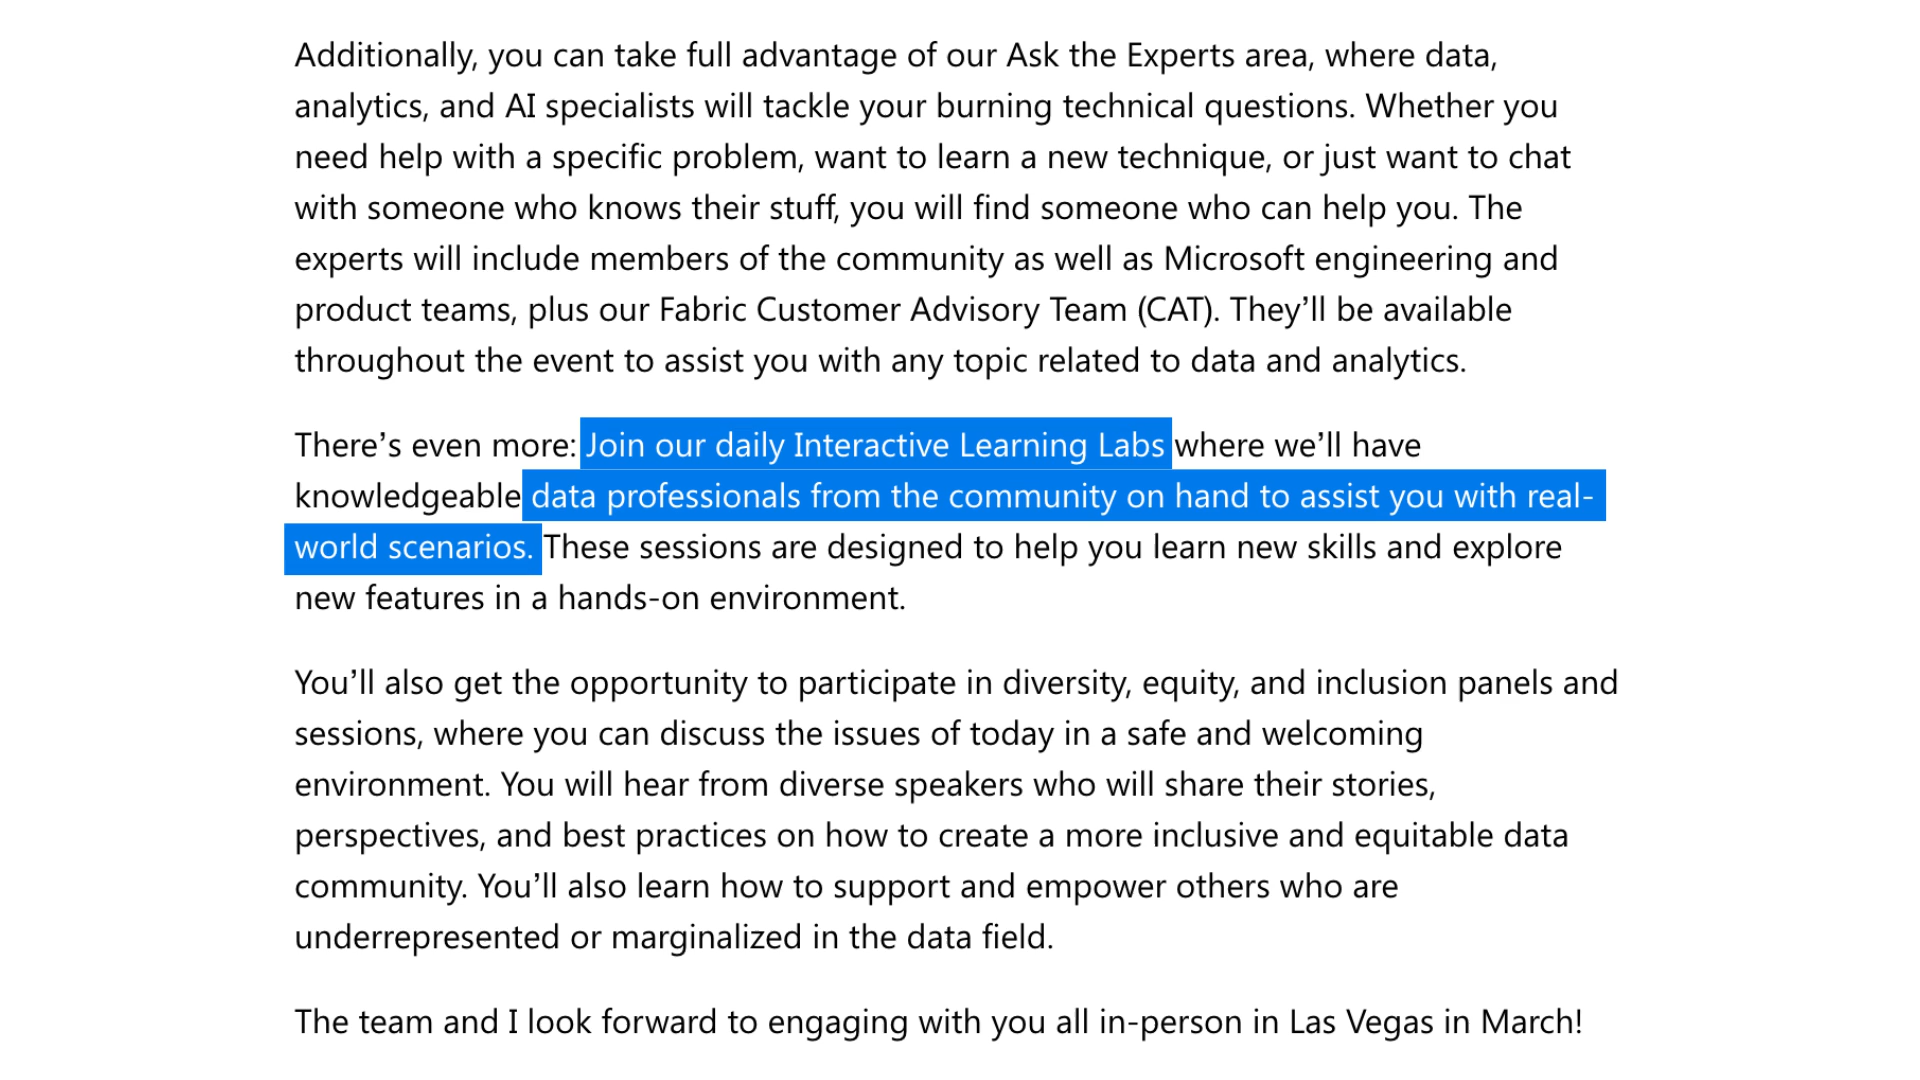 Additionally, you can take full advantage of our Ask the Experts area, where data,
analytics, and AI specialists will tackle your burning technical questions. Whether you
need help with a specific problem, want to learn a new technique, or just want to chat
with someone who knows their stuff, you will find someone who can help you. The
experts will include members of the community as well as Microsoft engineering and
product teams, plus our Fabric Customer Advisory Team (CAT). They’ll be available
throughout the event to assist you with any topic related to data and analytics.
There’s even more: Join our daily Interactive Learning Labs where we’ll have
knowledgeable data professionals from the community on hand to assist you with real-
world scenarios. These sessions are designed to help you learn new skills and explore
new features in a hands-on environment.
You’ll also get the opportunity to participate in diversity, equity, and inclusion panels and
sessions, where you can discuss the issues of today in a safe and welcoming
environment. You will hear from diverse speakers who will share their stories,
perspectives, and best practices on how to create a more inclusive and equitable data
community. You’ll also learn how to support and empower others who are
underrepresented or marginalized in the data field.
The team and I look forward to engaging with you all in-person in Las Vegas in March!